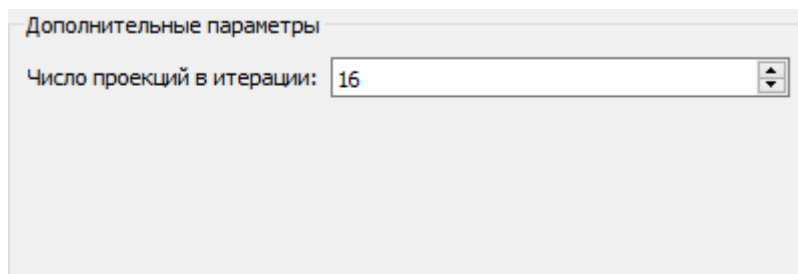 Дополнительные параметры
Число проекций в итерации: 16